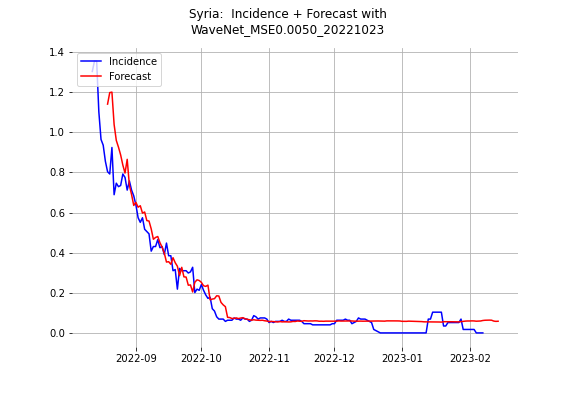 Syria:  Incidence + Forecast with
WaveNet_MSE0.0050_20221023
1.4
Incidence
Forecast
1.2
1.0
0.8
0.6
0.4
0.2
0.0
2022-09 2022-10 2022-11 2022-12 2023-01 2023-02